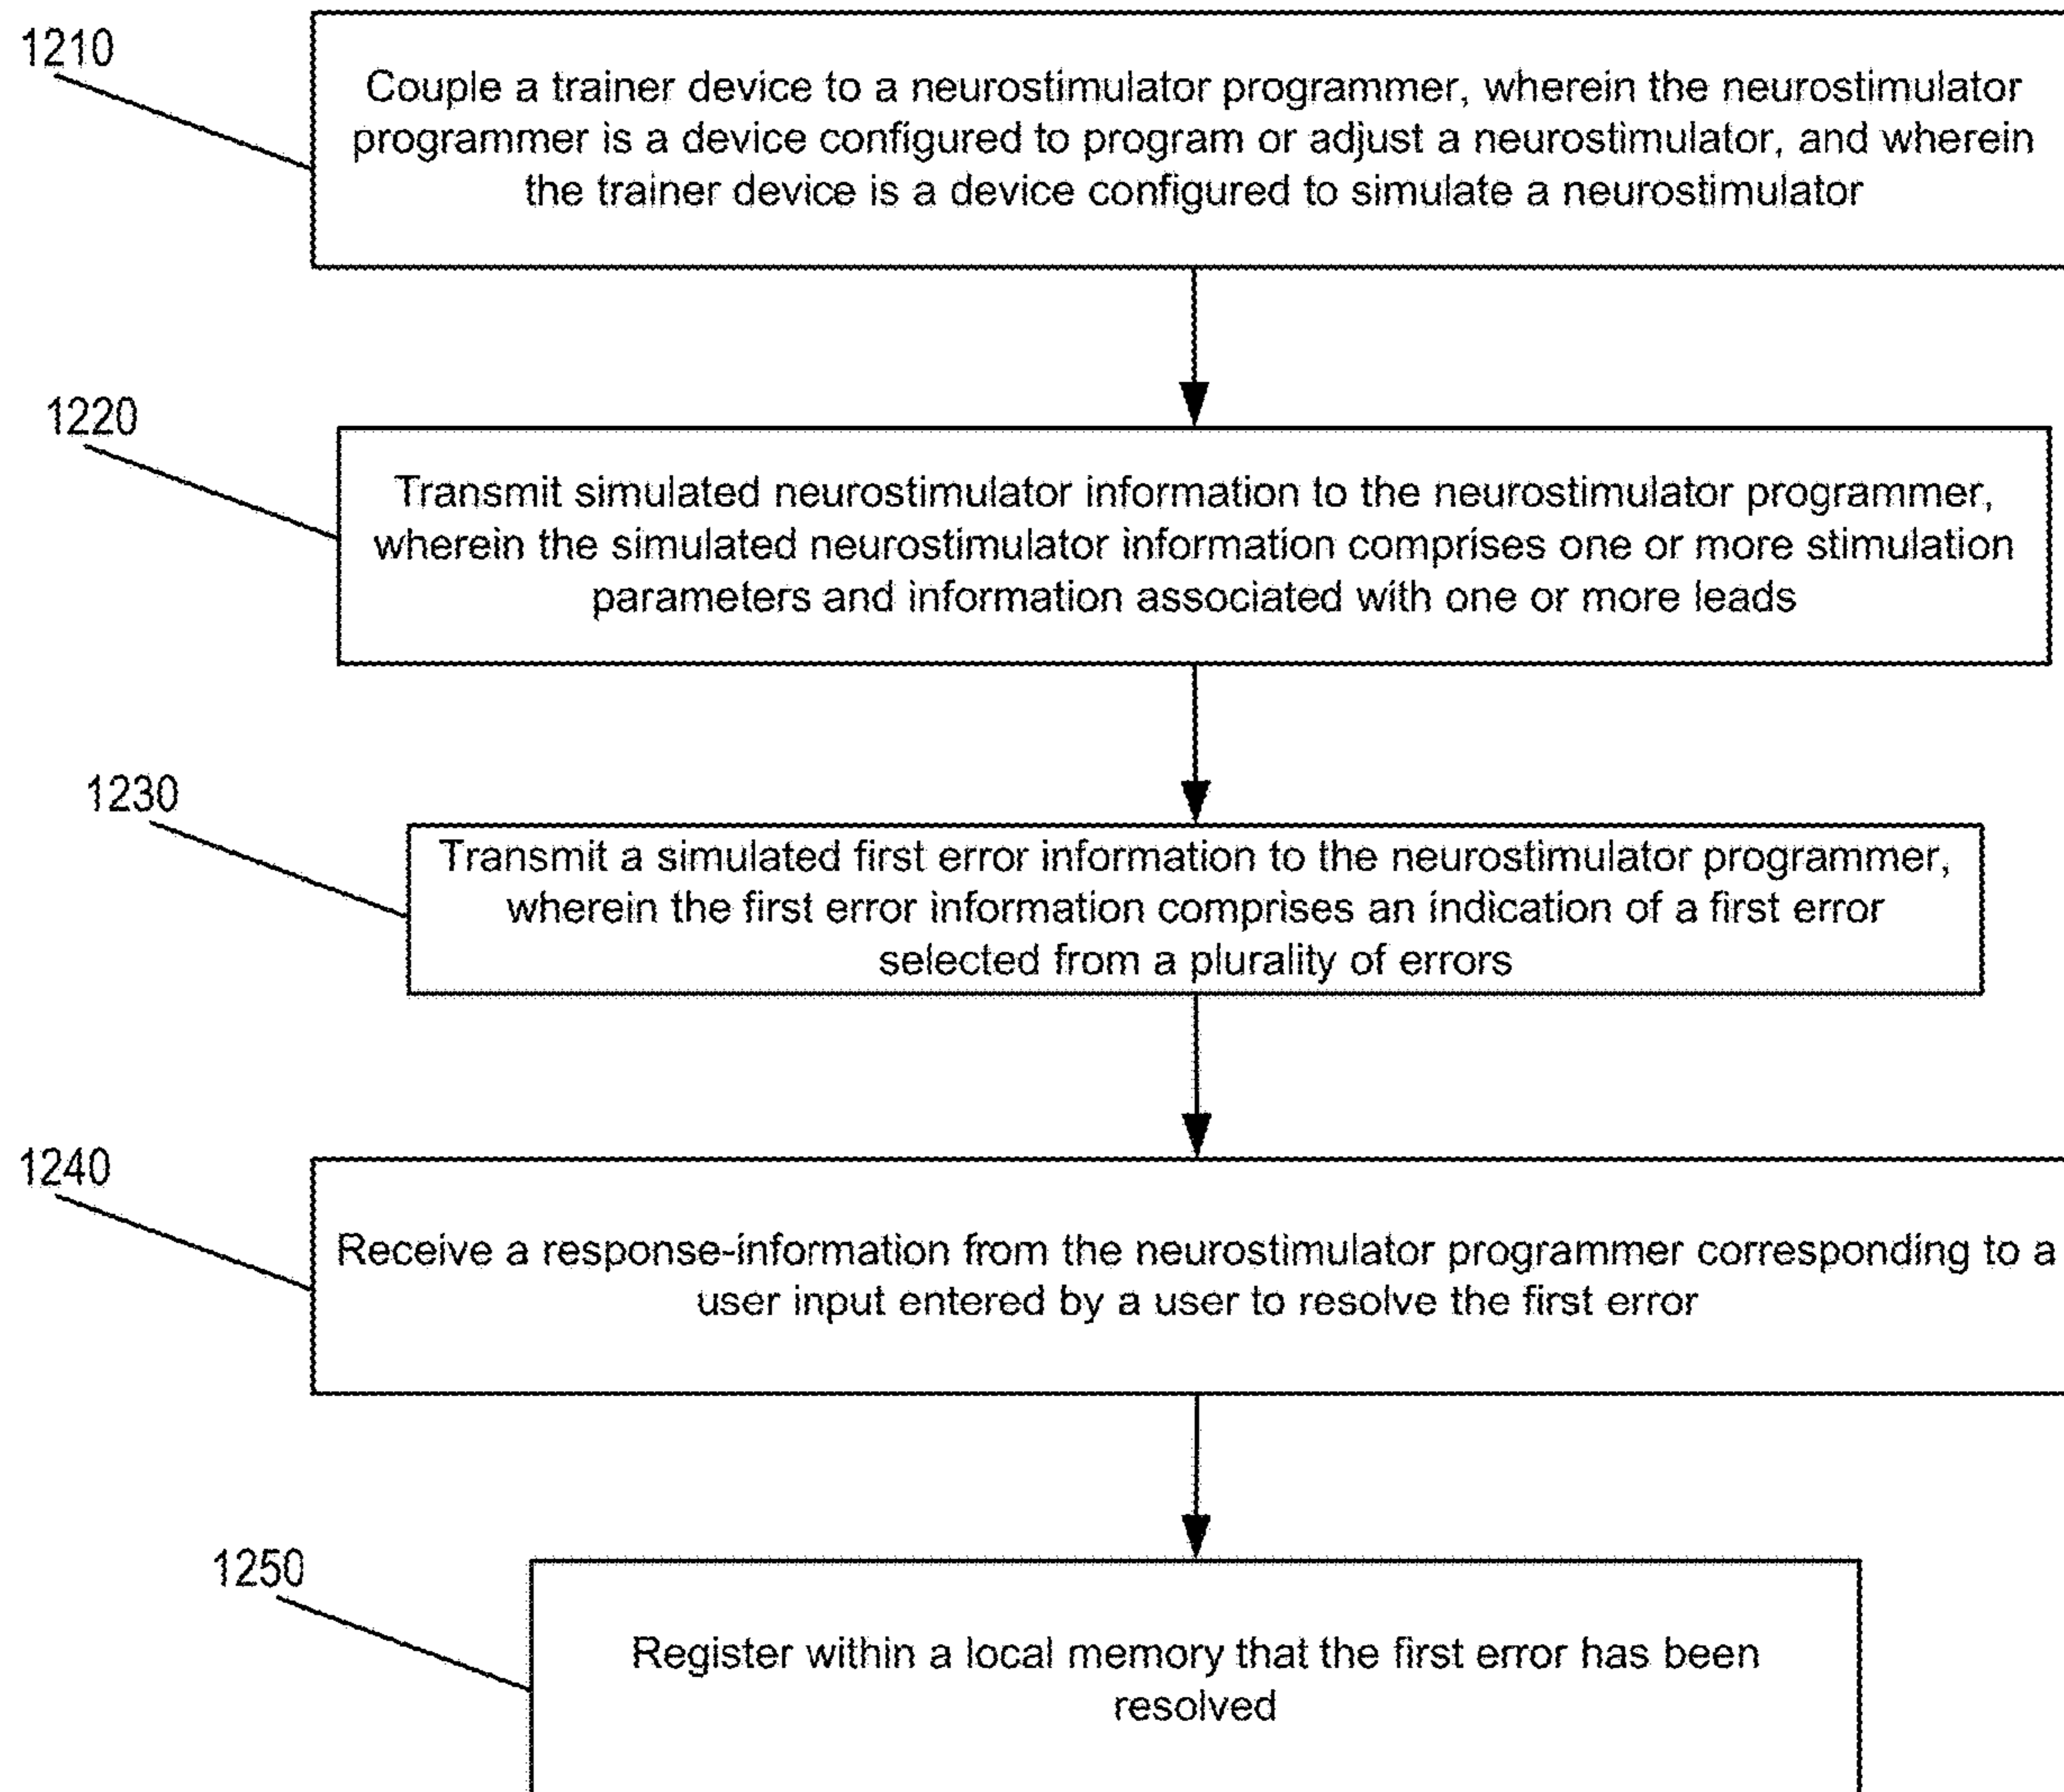 1210
Couple a trainer device to a neurostimulator programmer, wherein the neurostimulator
programmer is a device configured to program or adjust a neurostimulator, and wherein
the trainer device is a device configured to simulate a neurostimulator
1220
Transmit simulated neurostimulator information to the neurostimulator programmer,
wherein the simulated neurostimulator information comprises one or more stimulation
parameters and information associated with one or more leads
1230
Transmit a simulated first error information to the neurostimulator programmer,
wherein the first error information comprises an indication of a first error
selected from a plurality of errors
1240
Receive a response-information from the neurostimulator programmer corresponding to a
user input entered by a user to resolve the first error
1250
Register within a local memory that the first error has been
resolved